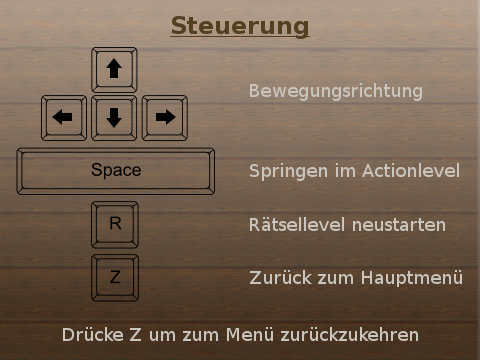 Steuerung
Bewegungsrichtung
Space
Springen im Actionlevel
R
Rätsellevel neustarten
Z
Zurück zum Hauptmenü
Drücke Z um zum Menü zurückzukehren